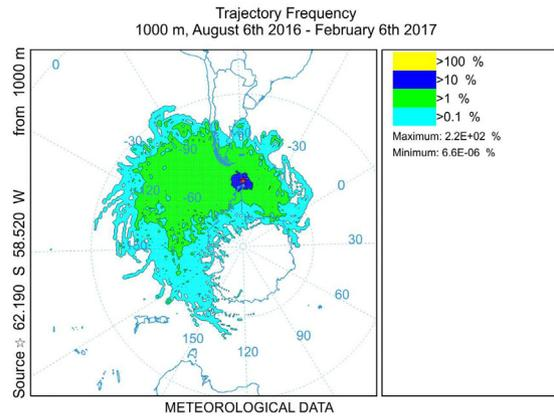 Trajectory Frequency
1000 m, August 6th 2016 - February 6th 2017
Source ☆ 62.190 S 58.520 W from 1000 m
>100 %
>10 %
>1 %
>0.1 %
Maximum: 2.2E+02 %
Minimum: 6.6E-06 %
0
-30
-30
-90
0
-120
-60
30
60
90
150
120
METEOROLOGICAL DATA